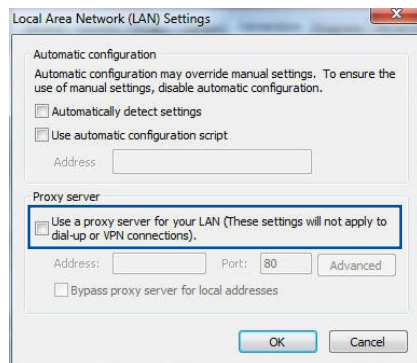 Local Area Network (LAN) Settings
Automatic configuration
Automatic configuration may override manual settings. To ensure the
use of manual settings, disable automatic configuration.
Automatically detect settings
Use automatic configuration script
Address
Proxy server
Use a proxy server for your LAN (These settings will not apply to
dial-up or VPN connections).
Address: Port: 80 Advanced
Bypass proxy server for local addresses
OK Cancel